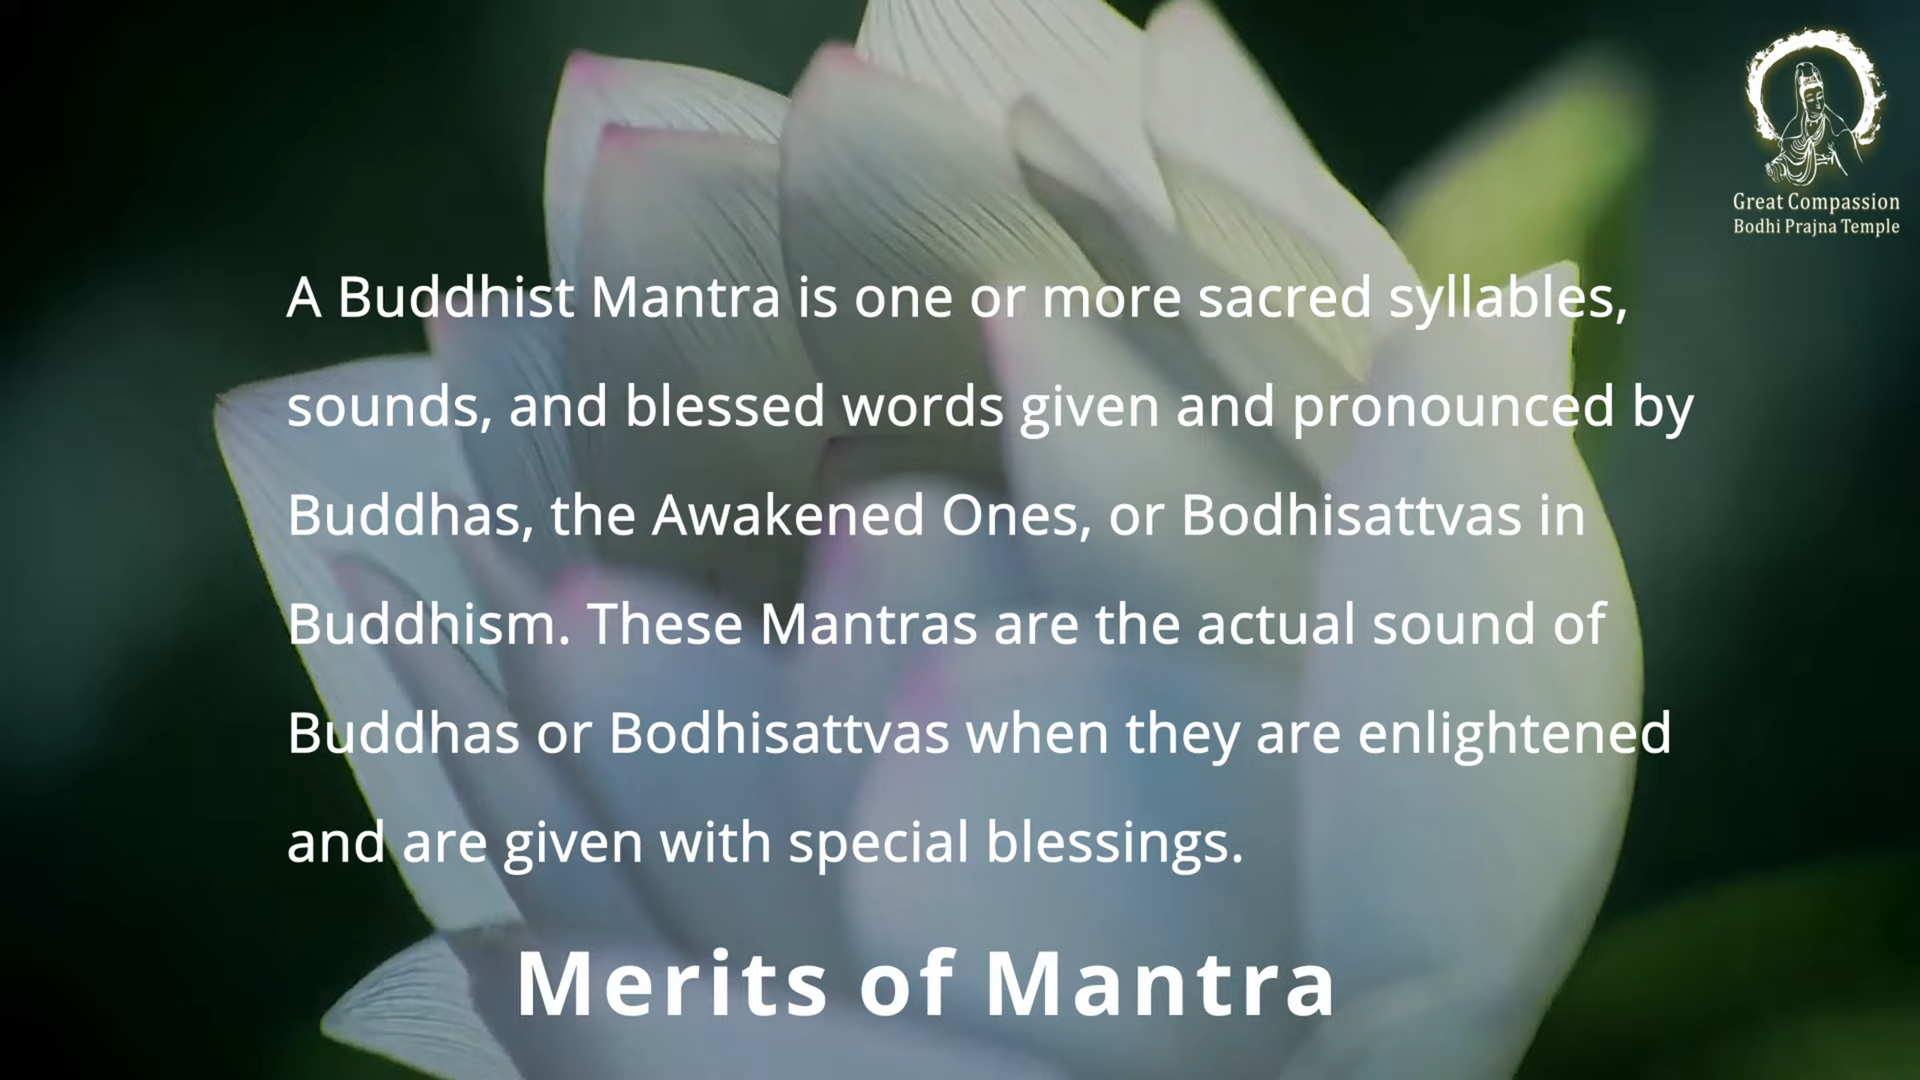 Great Compassion
Bodhi Prajna Temple
A Buddhist Mantra is one or more sacred syllables,
sounds, and blessed words given and pronounced by
Buddhas, the Awakened Ones, or Bodhisattvas in
Buddhism. These Mantras are the actual sound of
Buddhas or Bodhisattvas when they are enlightened
and are given with special blessings.
Merits of Mantra